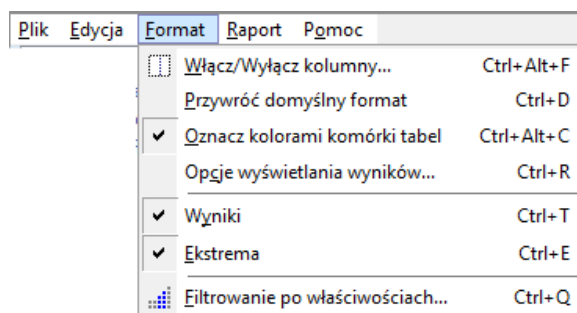 Plik Edycja Format Raport Pomoc
Włącz/Wyłącz kolumny... Ctrl+Alt+F
Przywróć domyślny format Ctrl+D
Oznacz kolorami komórki tabel Ctrl+Alt+C
Opcje wyświetlania wyników... Ctrl+R
Wyniki Ctrl+T
Ekstrema Ctrl+E
Filtrowanie po właściwościach... Ctrl+Q